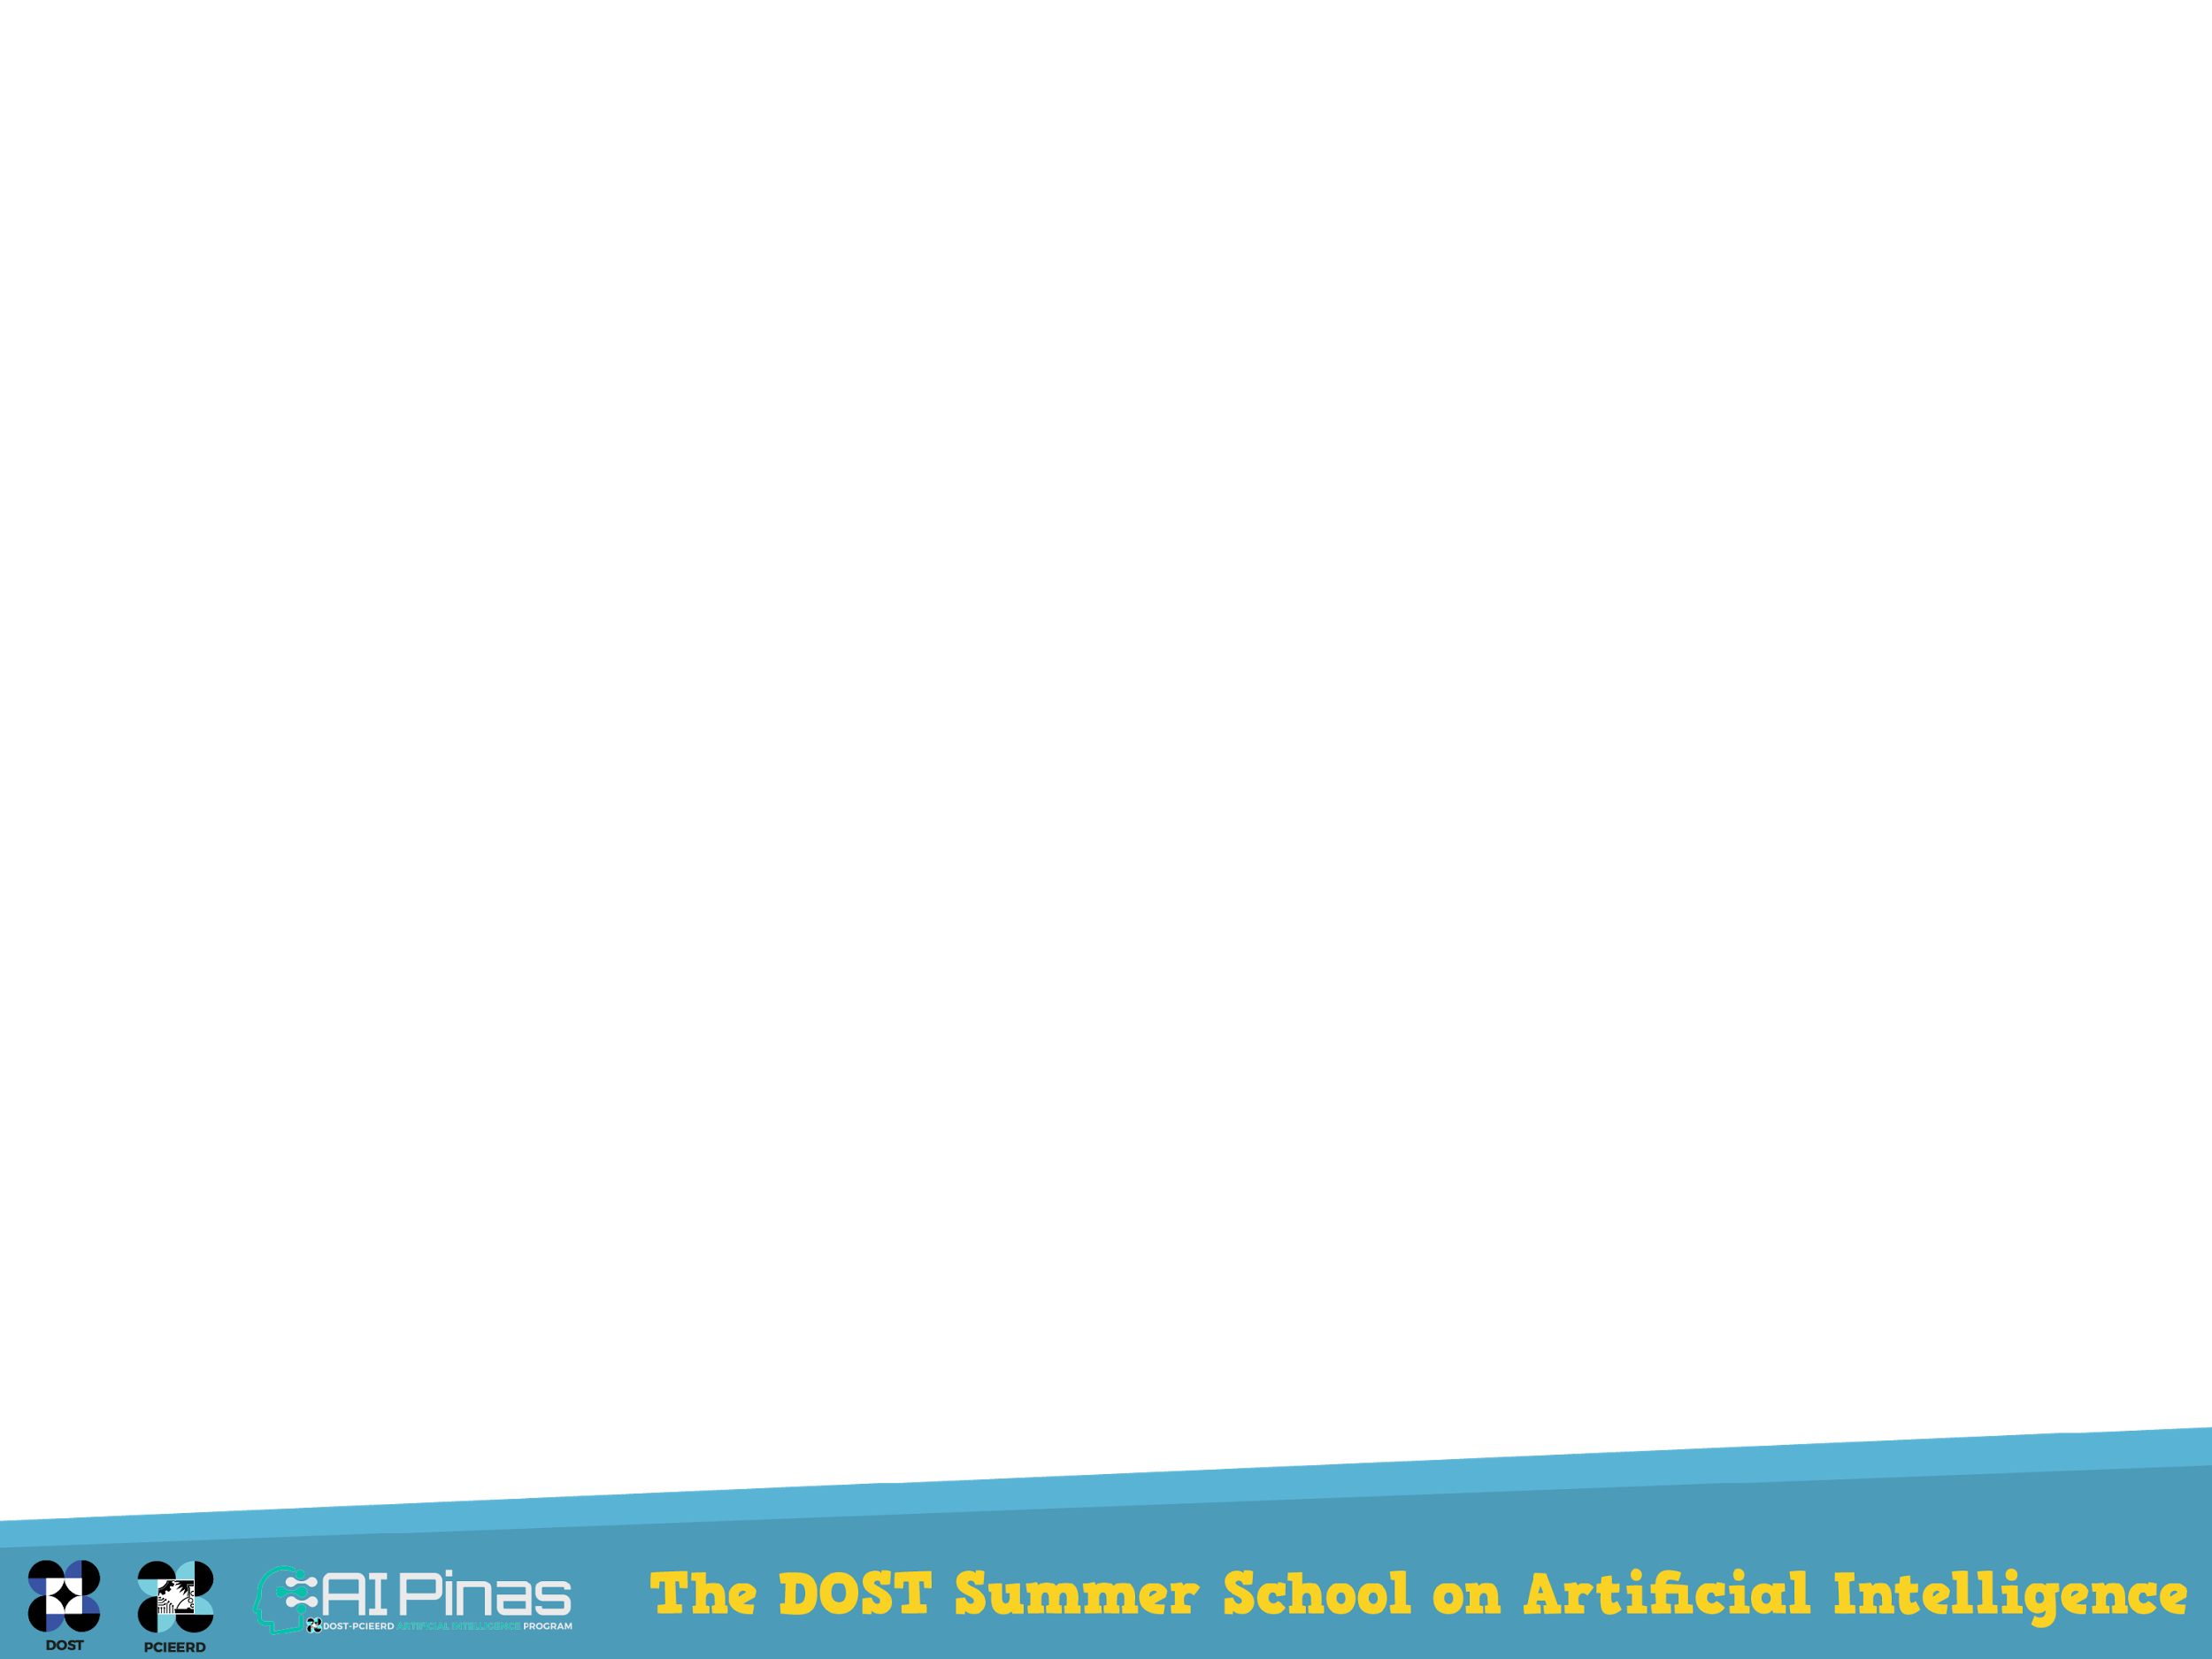 AI Pinas
The DOST Summer School on Artificial Intelligence
DOST-PCIEERD ARTIFICIAL INTELLIGENCE PROGRAM
DOST
PCIEERD